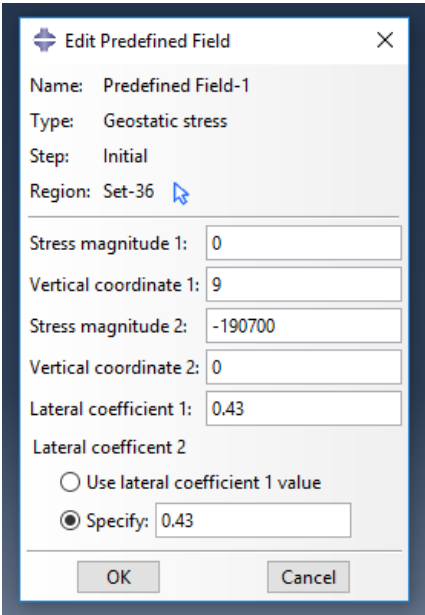 Edit Predefined Field
Name: Predefined Field-1
Type: Geostatic stress
Step: Initial
Region: Set-36
Stress magnitude 1: 0
Vertical coordinate 1: 9
Stress magnitude 2: -190700
Vertical coordinate 2: 0
Lateral coefficient 1: 0.43
Lateral coefficent 2
Use lateral coefficient 1 value
Specify: 0.43
OK Cancel